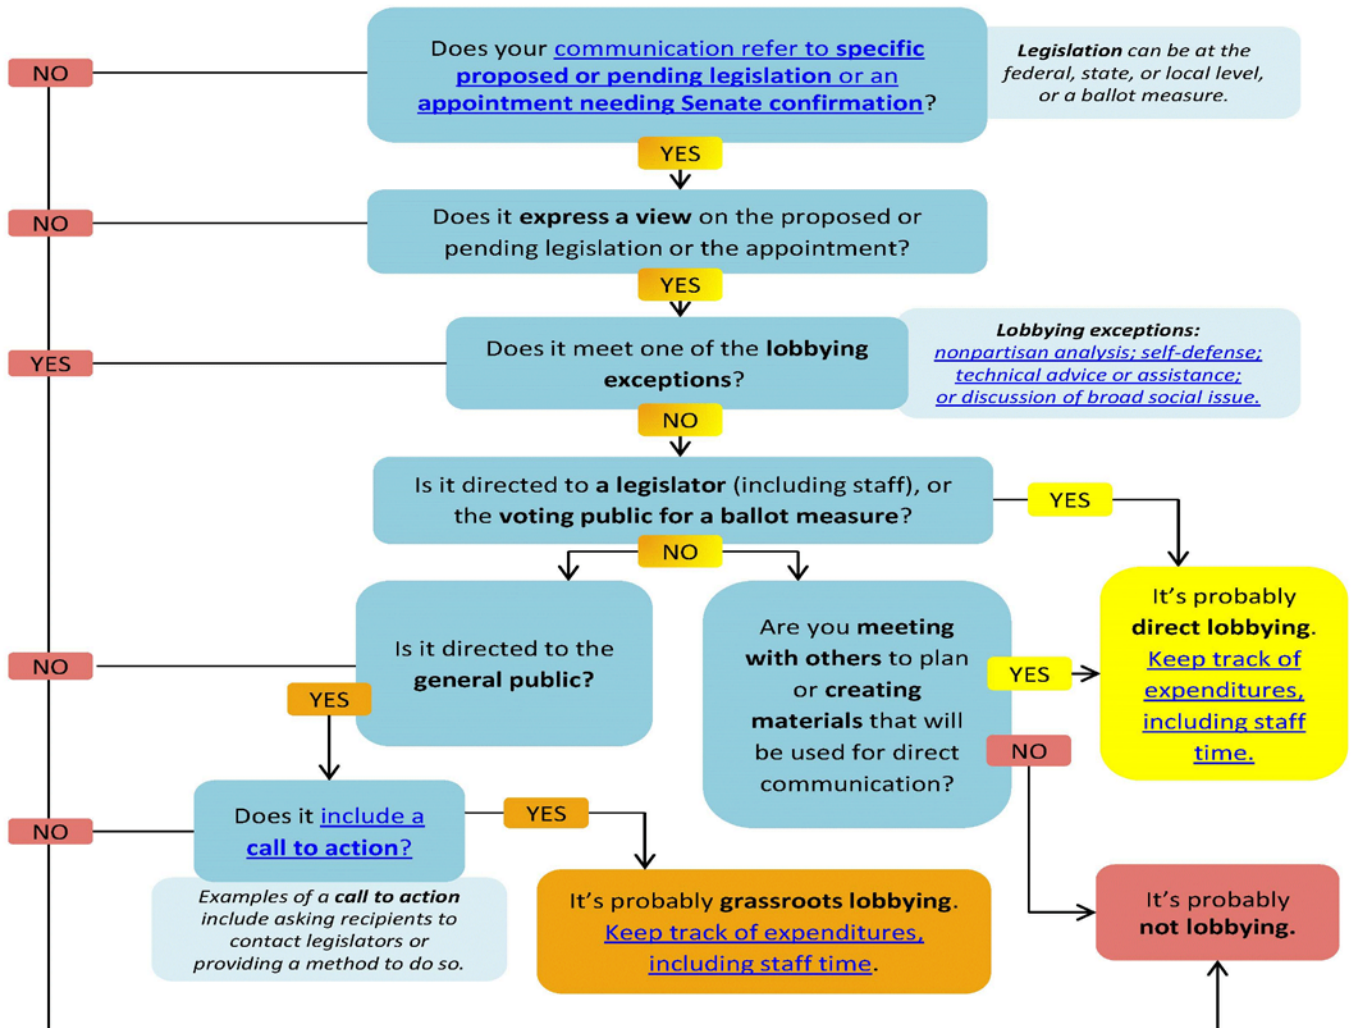 Does your communication refer to specific
proposed or pending legislation or an
appointment needing Senate confirmation?
Legislation can be at the
federal, state, or local level,
or a ballot measure.
NO
YES
Does it express a view on the proposed or
pending legislation or the appointment?
NO
YES
Does it meet one of the lobbying
exceptions?
Lobbying exceptions:
nonpartisan analysis; self-defense;
technical advice or assistance;
or discussion of broad social issue.
YES
NO
Is it directed to a legislator (including staff), or
the voting public for a ballot measure?
YES
NO
Is it directed to the
general public?
NO
YES
Are you meeting
with others to plan
or creating
materials that will
be used for direct
communication?
YES
NO
It's probably
direct lobbying.
Keep track of
expenditures,
including staff
time.
Does it include a
call to action?
NO
YES
Examples of a call to action
include asking recipients to
contact legislators or
providing a method to do so.
It's probably grassroots lobbying.
Keep track of expenditures,
including staff time.
It's probably
not lobbying.